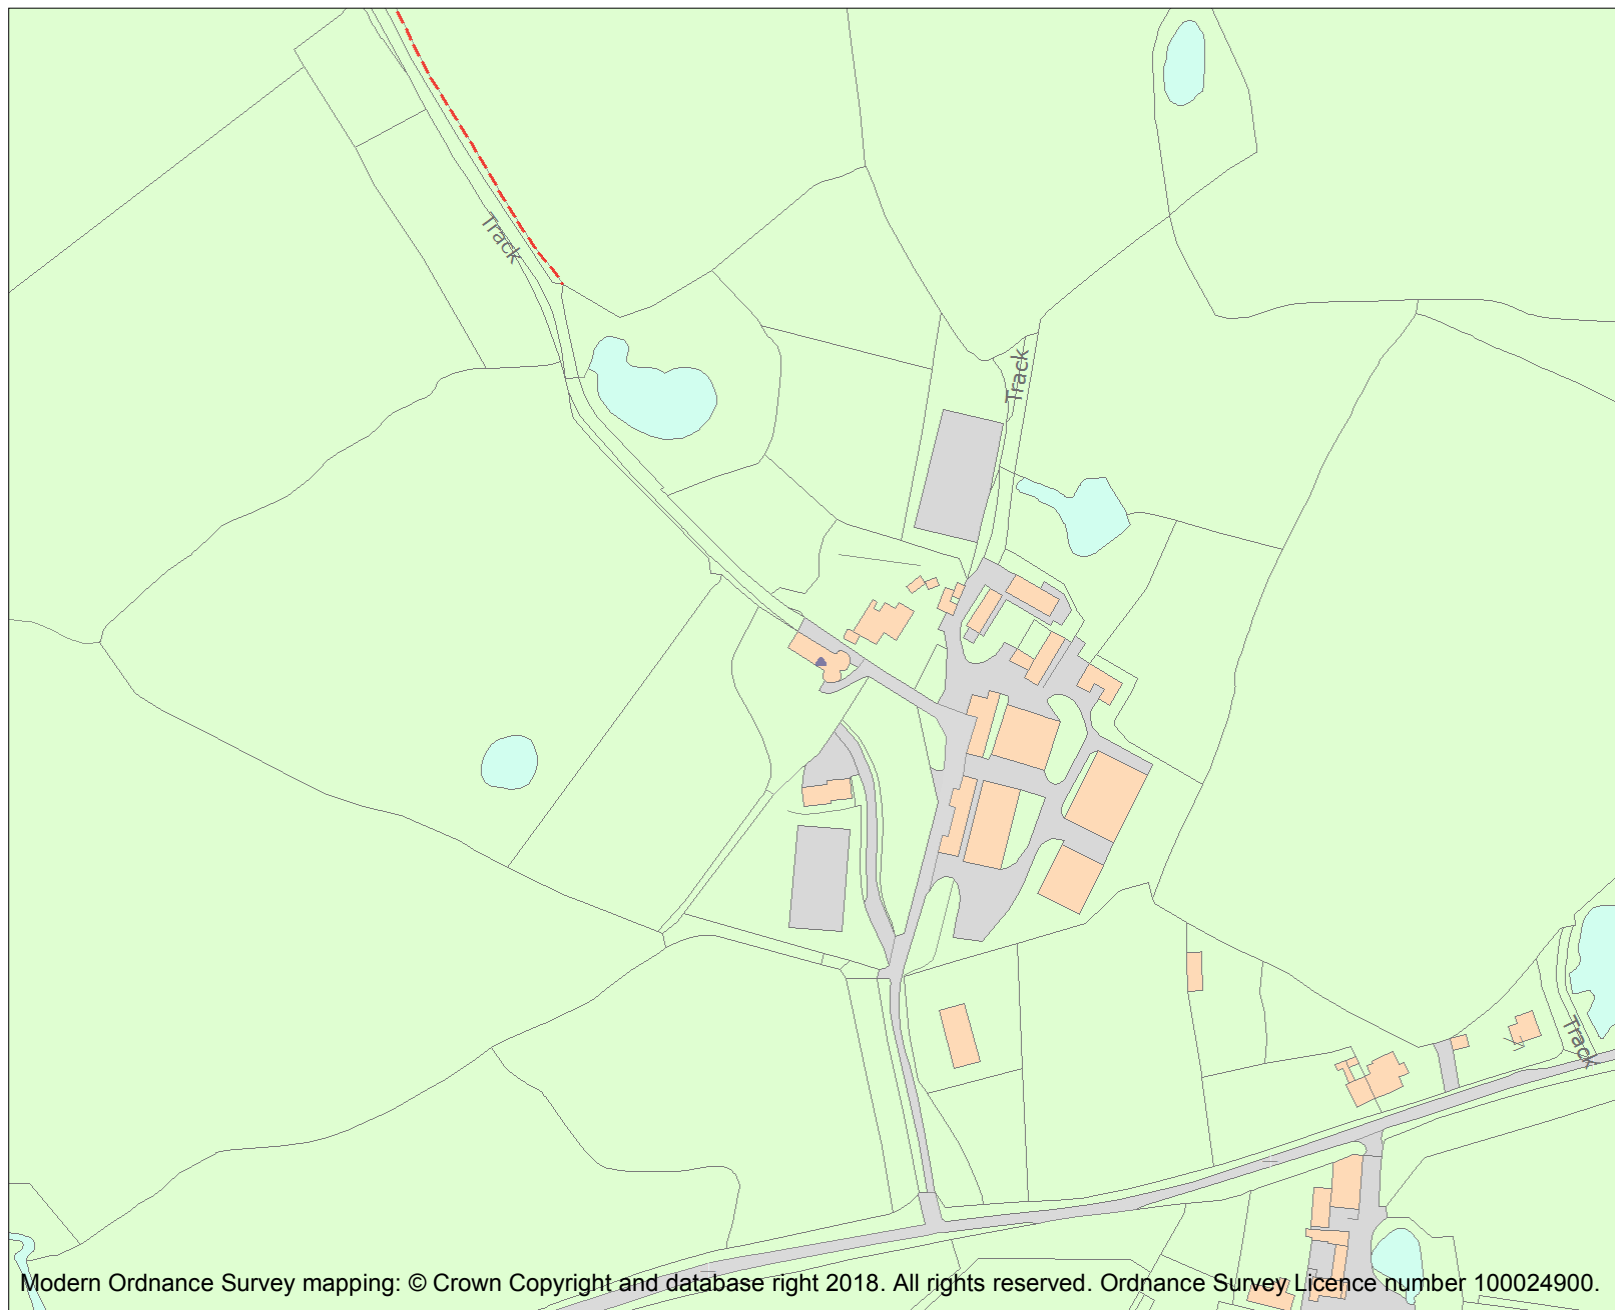 Track
Track
Track
Modern Ordnance Survey mapping: © Crown Copyright and database right 2018. All rights reserved. Ordnance Survey Licence number 100024900.